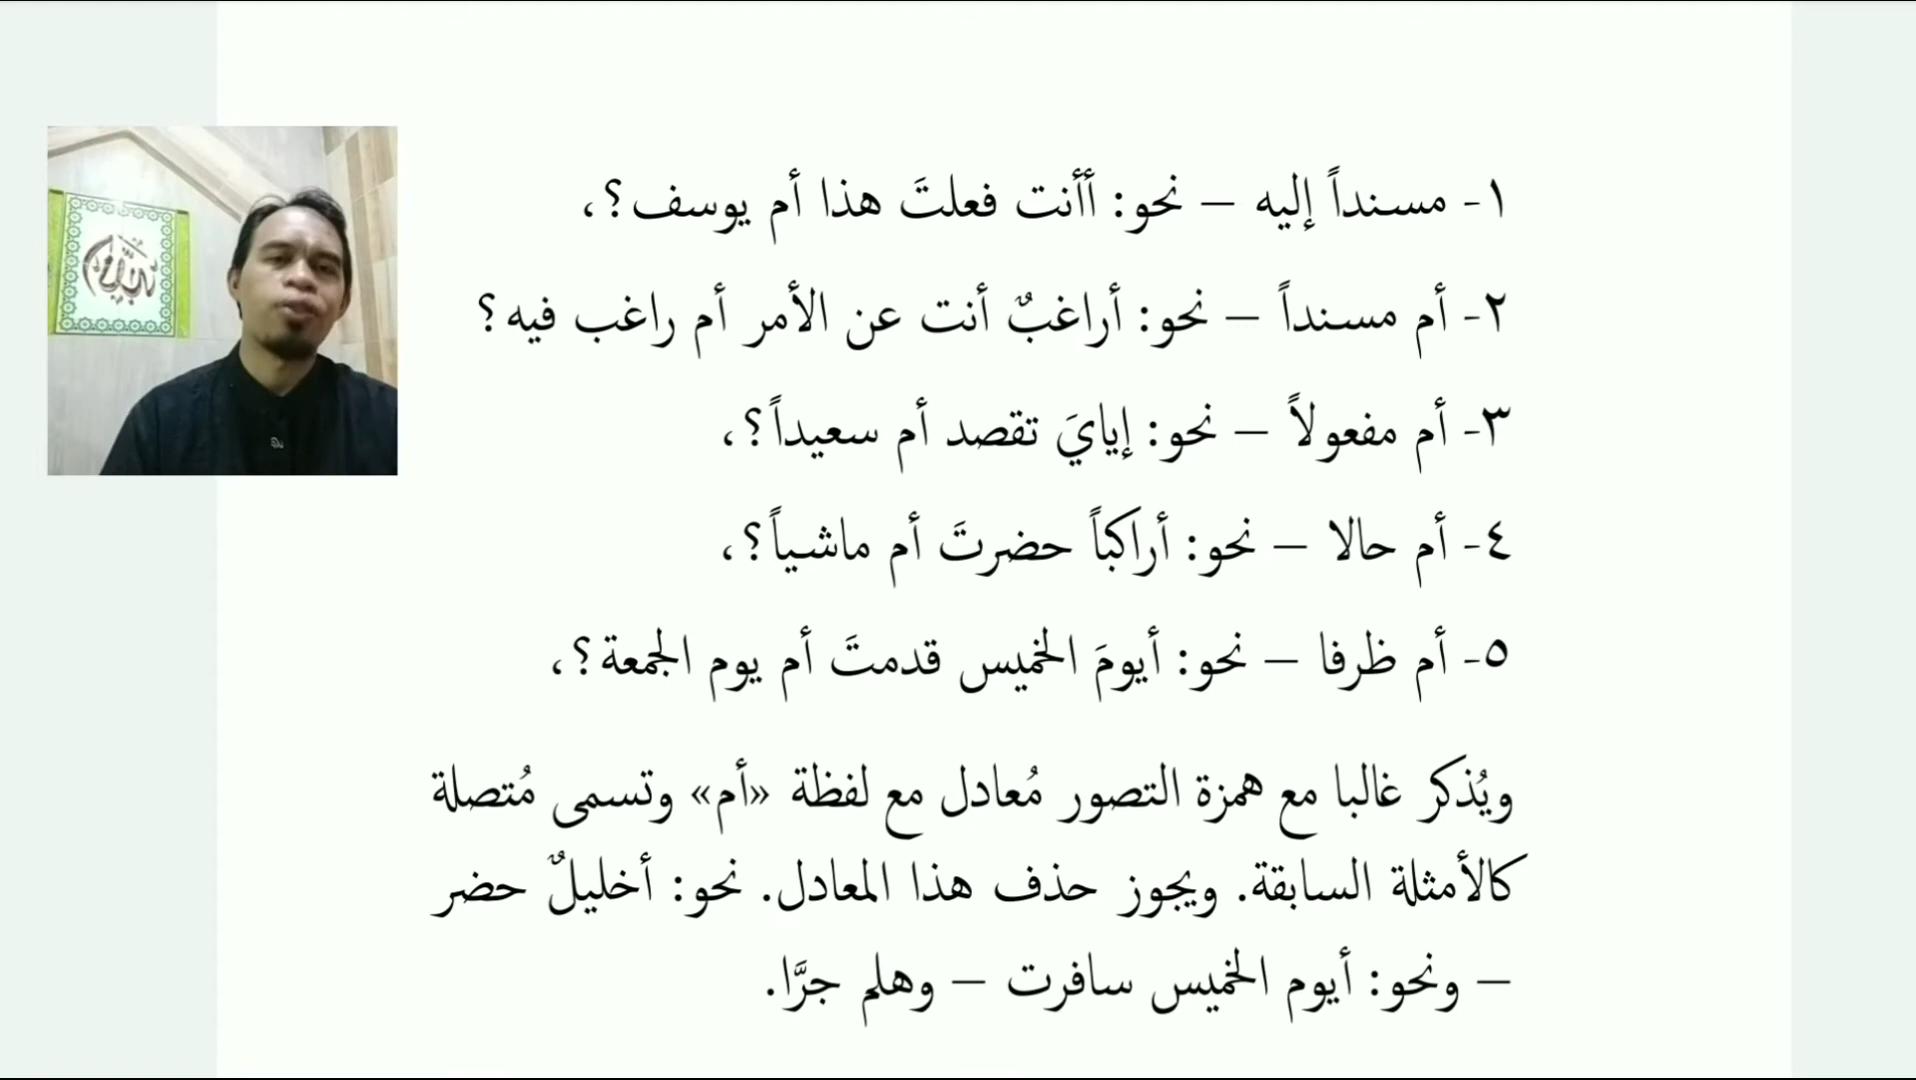 ١- مسنداً إليه – نحو: أأنت فعلتَ هذا أم يوسف؟،
٢- أم مسنداً – نحو: أراغبٌ أنت عن الأمر أم راغب فيه؟
٣- أم مفعولاً – نحو: إيايَ تقصد أم سعيداً؟،
٤- أم حالا – نحو: أراكباً حضرتَ أم ماشياً؟،
٥- أم ظرفا – نحو: أيومَ الخميس قدمتَ أم يوم الجمعة؟،
ويُذكر غالبا مع همزة التصور مُعادل مع لفظة «أم» وتسمى مُتصلة
كالأمثلة السابقة. ويجوز حذف هذا المعادل. نحو: أخليلٌ حضر
– ونحو: أيوم الخميس سافرت – وهلم جرَّا.